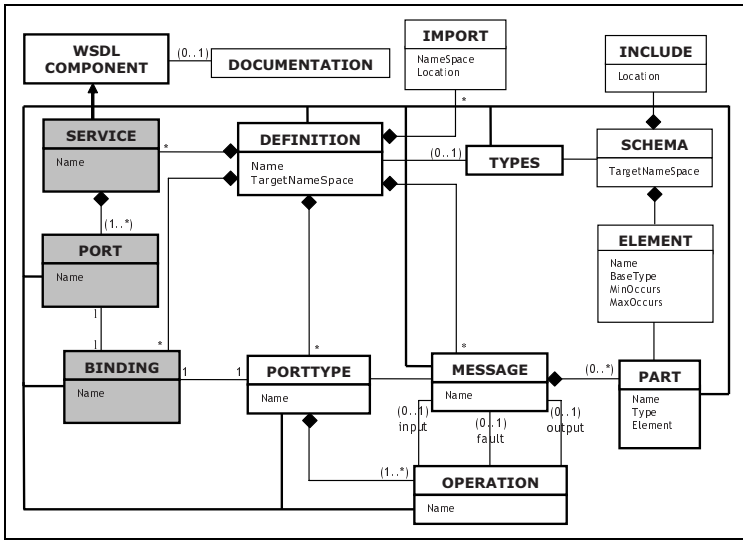 WSDL
COMPONENT
(0..1)
DOCUMENTATION
IMPORT
NameSpace
Location
*
INCLUDE
Location
SERVICE
Name
*
DEFINITION
Name
TargetNameSpace
(0..1)
TYPES
SCHEMA
TargetNameSpace
(1..*)
PORT
Name
ELEMENT
Name
BaseType
MinOccurs
MaxOccurs
1
1
*
*
*
BINDING
Name
1
1
PORTTYPE
Name
MESSAGE
Name
(0..*)
PART
Name
Type
Element
(0..1)
input
(0..1)
fault
(0..1)
output
(1..*)
OPERATION
Name